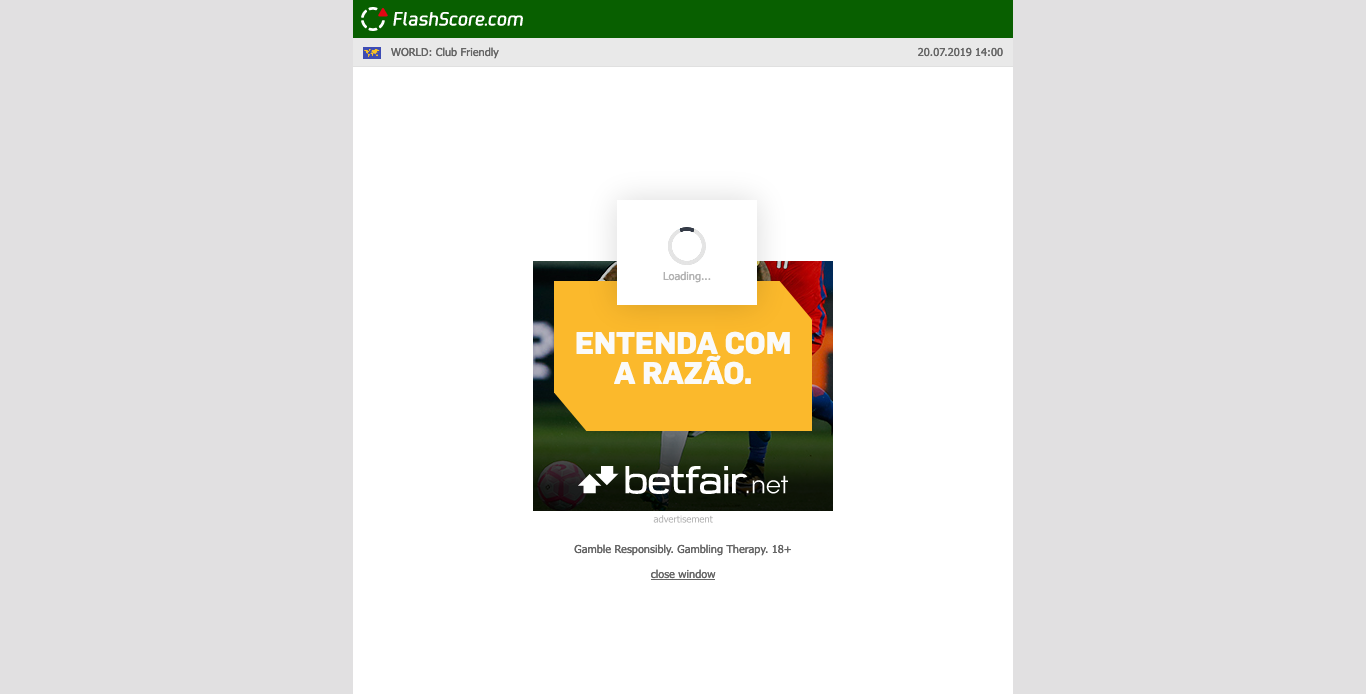 FlashScore.com
WORLD: Club Friendly
20.07.2019 14:00
Loading...
ENTENDA COM
A RAZÃO.
betfair.net
advertisement
Gamble Responsibly. Gambling Therapy. 18+
close window